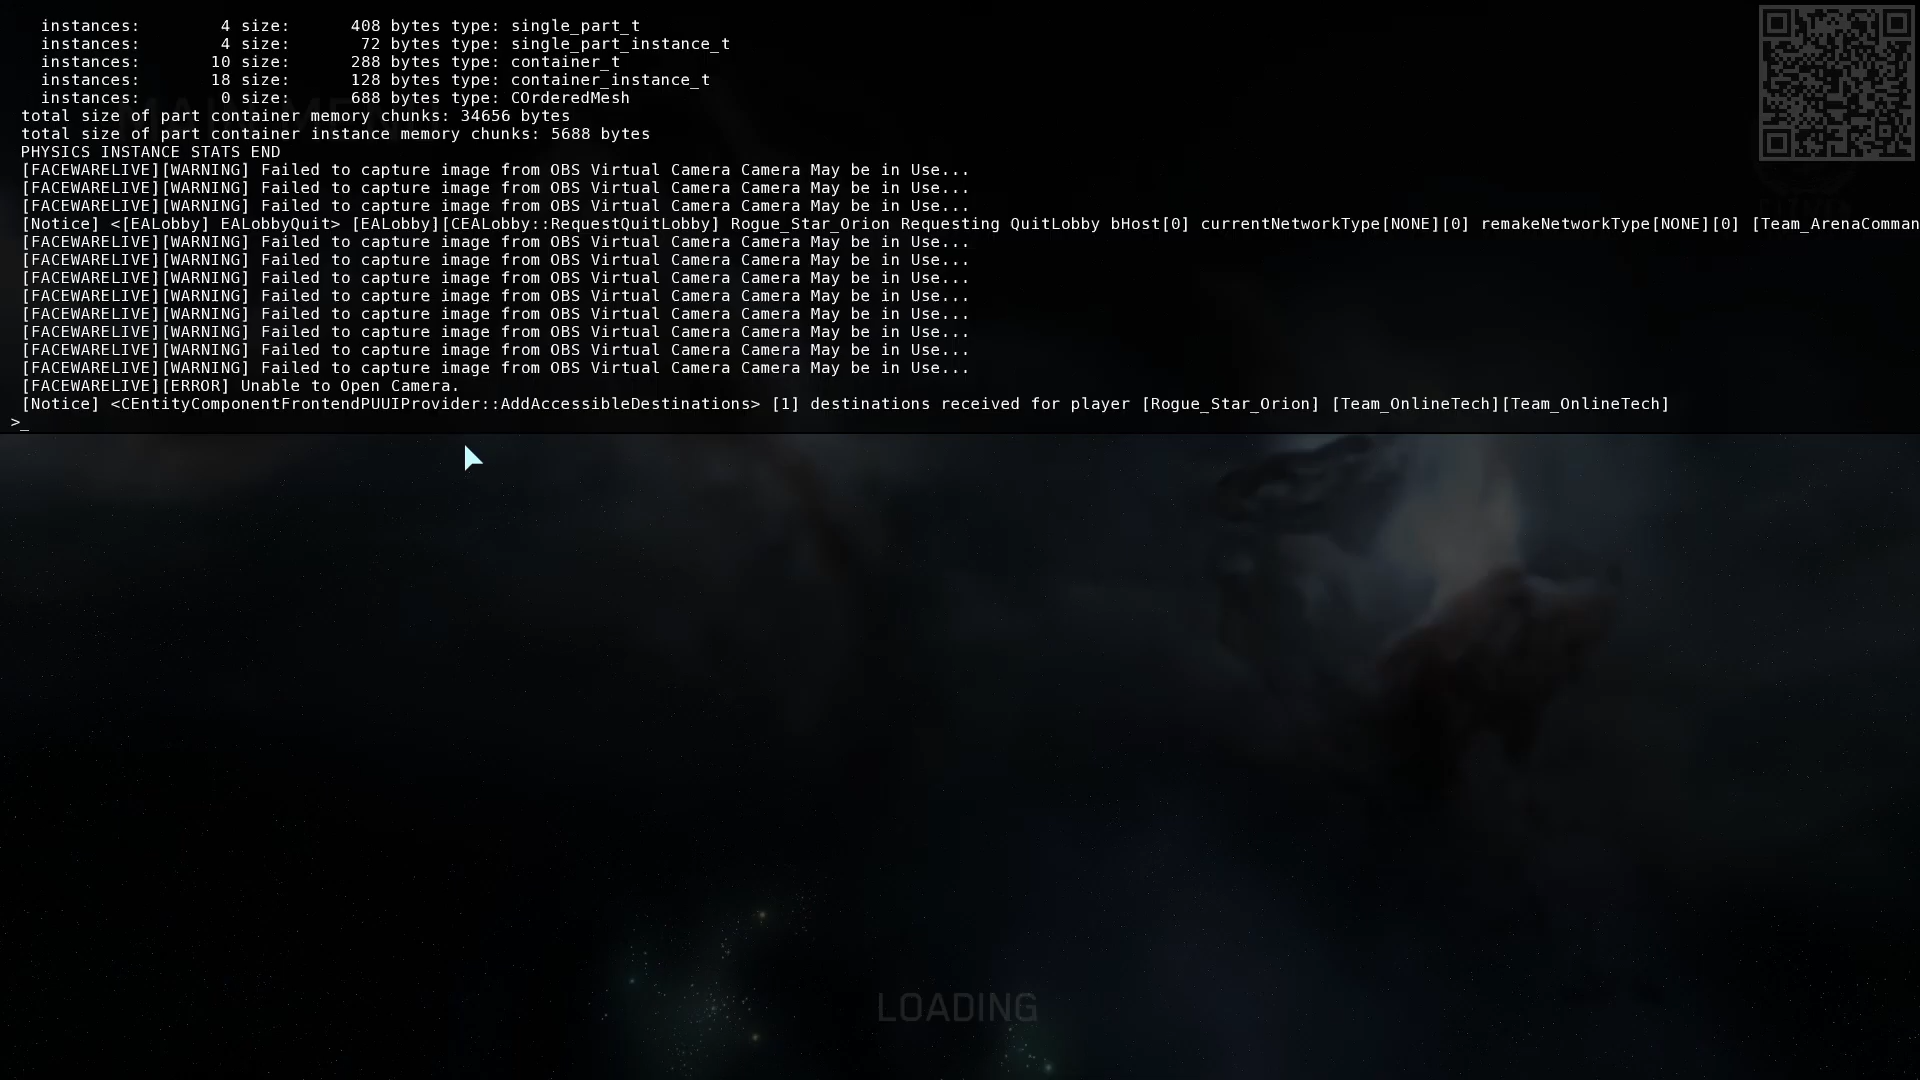 instances: 4 size: 408 bytes type: single_part_t
instances: 4 size: 72 bytes type: single_part_instance_t
instances: 10 size: 288 bytes type: container_t
instances: 18 size: 128 bytes type: container_instance_t
instances: 0 size: 688 bytes type: COrderedMesh
total size of part container memory chunks: 34656 bytes
total size of part container instance memory chunks: 5688 bytes
PHYSICS INSTANCE STATS END
[FACEWARELIVE][WARNING] Failed to capture image from OBS Virtual Camera Camera May be in Use...
[FACEWARELIVE][WARNING] Failed to capture image from OBS Virtual Camera Camera May be in Use...
[FACEWARELIVE][WARNING] Failed to capture image from OBS Virtual Camera Camera May be in Use...
[Notice] <[EALobby] EALobbyQuit> [EALobby][CEALobby::RequestQuitLobby] Rogue_Star_Orion Requesting QuitLobby bHost[0] currentNetworkType[NONE][0] remakeNetworkType[NONE][0] [Team_ArenaComman
[FACEWARELIVE][WARNING] Failed to capture image from OBS Virtual Camera Camera May be in Use...
[FACEWARELIVE][WARNING] Failed to capture image from OBS Virtual Camera Camera May be in Use...
[FACEWARELIVE][WARNING] Failed to capture image from OBS Virtual Camera Camera May be in Use...
[FACEWARELIVE][WARNING] Failed to capture image from OBS Virtual Camera Camera May be in Use...
[FACEWARELIVE][WARNING] Failed to capture image from OBS Virtual Camera Camera May be in Use...
[FACEWARELIVE][WARNING] Failed to capture image from OBS Virtual Camera Camera May be in Use...
[FACEWARELIVE][WARNING] Failed to capture image from OBS Virtual Camera Camera May be in Use...
[FACEWARELIVE][WARNING] Failed to capture image from OBS Virtual Camera Camera May be in Use...
[FACEWARELIVE][ERROR] Unable to Open Camera.
[Notice] <CEntityComponentFrontendPUUIProvider::AddAccessibleDestinations> [1] destinations received for player [Rogue_Star_Orion] [Team_OnlineTech][Team_OnlineTech]
>_
LOADING